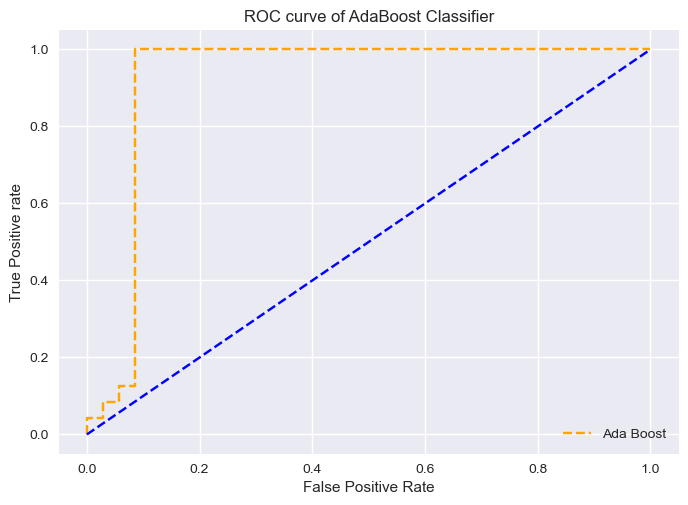 ROC curve of AdaBoost Classifier
1.0
0.8
0.6
0.4
0.2
0.0
True Positive rate
0.0 0.2 0.4 0.6 0.8 1.0
False Positive Rate
Ada Boost